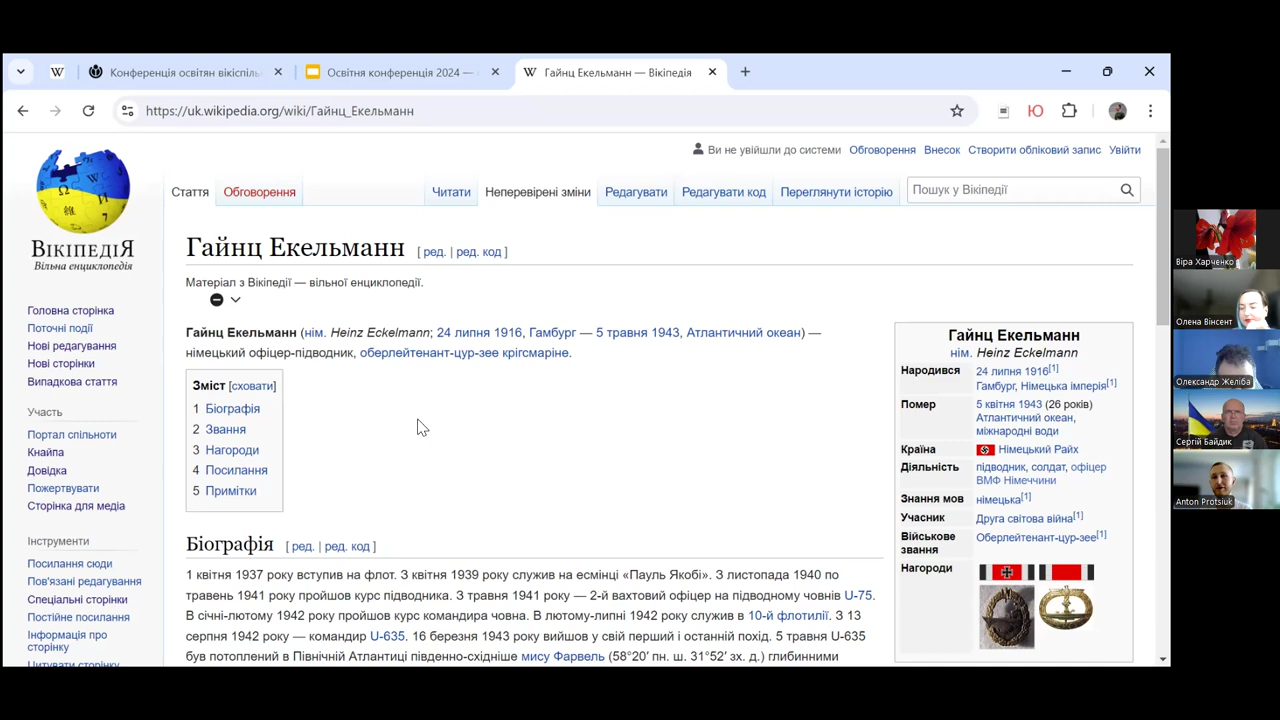 Конференція освітян вікіспіль
Освітня конференція 2024 —
Гайнц Екельманн — Вікіпедія
https://uk.wikipedia.org/wiki/Гайнц_Екельманн
Ю
Ви не увійшли до системи Обговорення Внесок Створити обліковий запис Увійти
Стаття Обговорення Читати Неперевірені зміни Редагувати Редагувати код Переглянути історію Пошук у Вікіпедії
ВІКІПЕДІЯ
Вільна енциклопедія
Головна сторінка
Поточні події
Нові редагування
Нові сторінки
Випадкова стаття
Участь
Портал спільноти
Кнайпа
Довідка
Пожертвувати
Сторінка для медіа
Інструменти
Посилання сюди
Пов'язані редагування
Спеціальні сторінки
Постійне посилання
Інформація про
сторінку
Цитувати сторінку
Гайнц Екельманн [ ред. | ред. код ]
Матеріал з Вікіпедії — вільної енциклопедії.
Гайнц Екельманн (нім. Heinz Eckelmann; 24 липня 1916, Гамбург — 5 травня 1943, Атлантичний океан) —
німецький офіцер-підводник, оберлейтенант-цур-зее крігсмаріне.
Зміст [сховати]
1 Біографія
2 Звання
3 Нагороди
4 Посилання
5 Примітки
Біографія [ ред. | ред. код ]
1 квітня 1937 року вступив на флот. З квітня 1939 року служив на есмінці «Пауль Якобі». З листопада 1940 по
травень 1941 року пройшов курс підводника. З травня 1941 року — 2-й вахтовий офіцер на підводному човнів U-75.
В січні-лютому 1942 року пройшов курс командира човна. В лютому-липні 1942 року служив в 10-й флотилії. З 13
серпня 1942 року — командир U-635. 16 березня 1943 року вийшов у свій перший і останній похід. 5 травня U-635
був потоплений в Північній Атлантиці південно-східніше мису Фарвель (58°20′ пн. ш. 31°52′ зх. д.) глибинними
Гайнц Екельманн
нім. Heinz Eckelmann
Народився 24 липня 1916[1]
Гамбург, Німецька імперія[1]
Помер 5 квітня 1943 (26 років)
Атлантичний океан,
міжнародні води
Країна Німецький Райх
Діяльність підводник, солдат, офіцер
ВМФ Німеччини
Знання мов німецька[1]
Учасник Друга світова війна[1]
Військове
звання Оберлейтенант-цур-зее[1]
Нагороди
Віра Харченко
Олена Вінсент
Олександр Желіба
Сергій Байдик
Anton Protsiuk